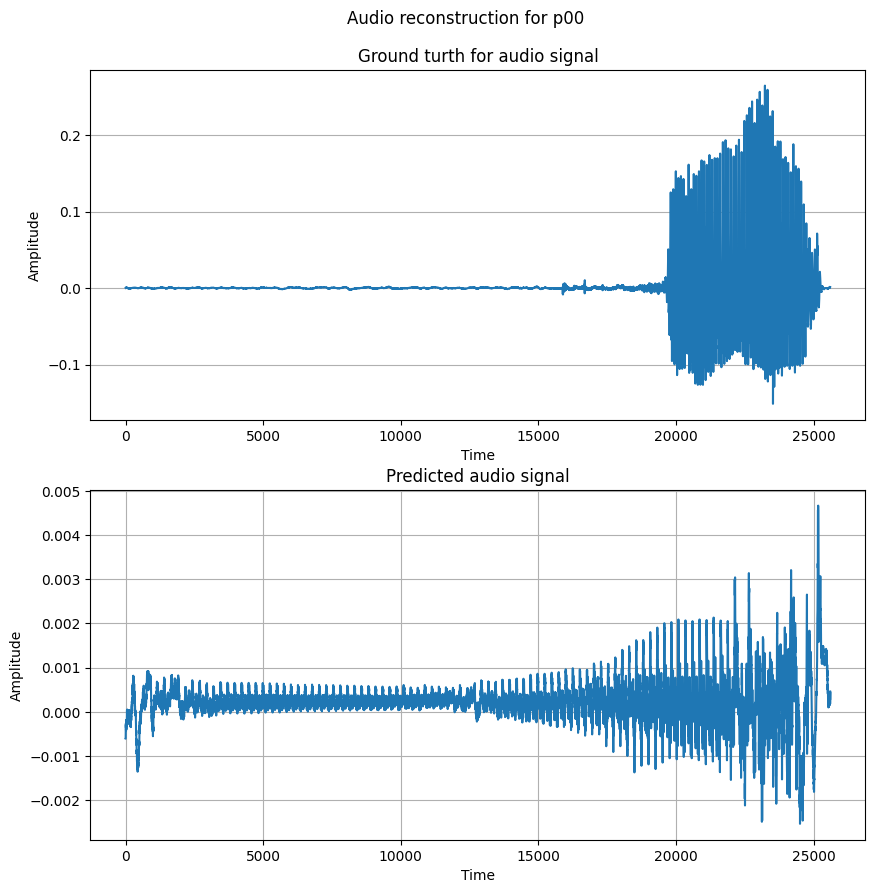 Audio reconstruction for p00
Ground turth for audio signal
0.2
0.1
0.0
−0.1
Amplitude
0 5000 10000 15000 20000 25000
Time
Predicted audio signal
0.005
0.004
0.003
0.002
0.001
0.000
−0.001
−0.002
Amplitude
0 5000 10000 15000 20000 25000
Time